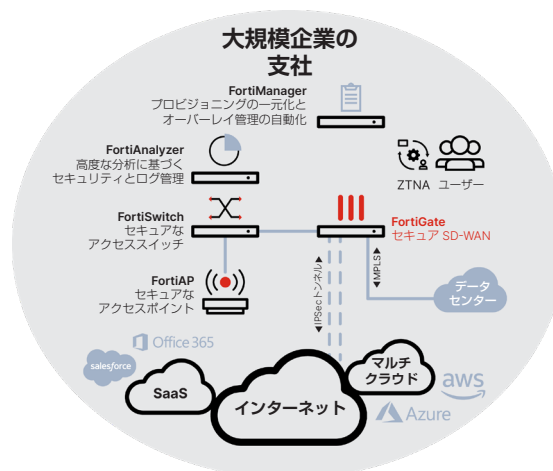 大規模企業の
支社
FortiManager
プロビジョニングの一元化と
オーバーレイ管理の自動化
FortiAnalyzer
高度な分析に基づく
セキュリティとログ管理
ZTNA
ユーザー
FortiSwitch
セキュアな
アクセススイッチ
FortiGate
セキュア SD-WAN
FortiAP
セキュアな
アクセスポイント
◀IPSecトンネル▶
◀MPLS▶
データ
センター
Office 365
salesforce
SaaS
インターネット
マルチ
クラウド
aws
Azure